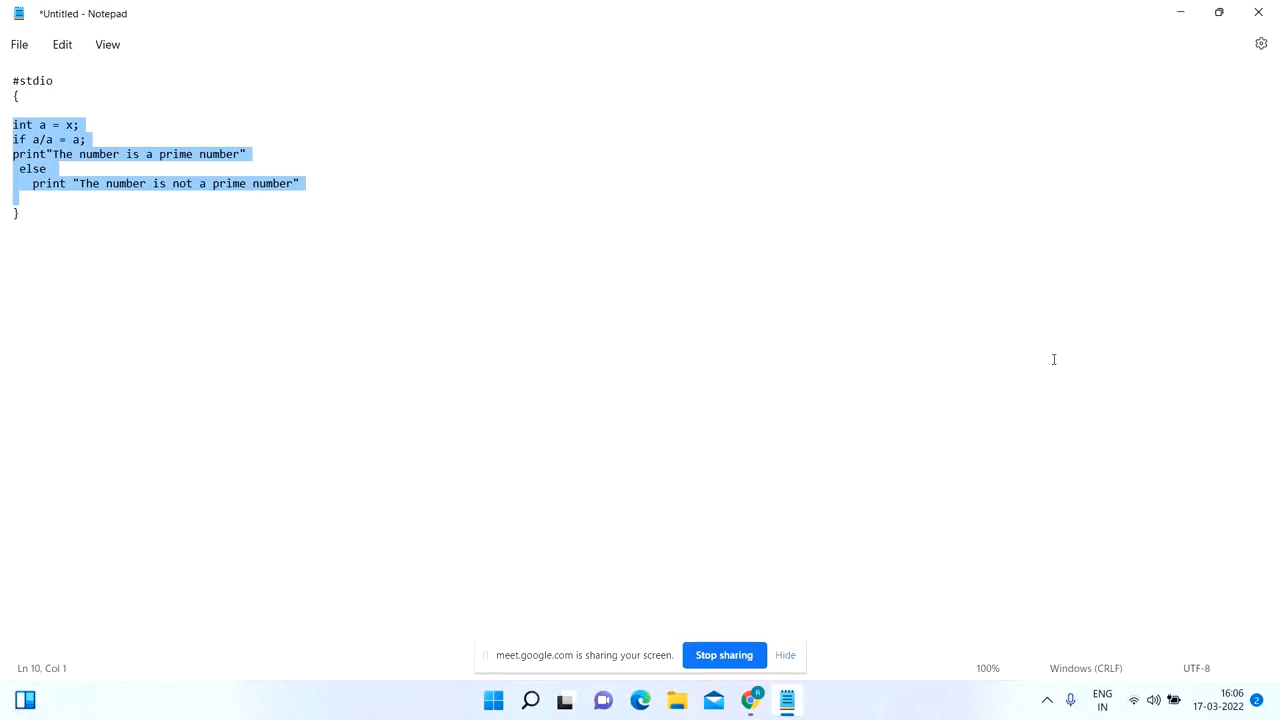 *Untitled - Notepad
File Edit View
#stdio
{
int a = x;
if a/a = a;
print"The number is a prime number"
else
print "The number is not a prime number"
}
meet.google.com is sharing your screen. Stop sharing Hide
Ln 10, Col 1 100% Windows (CRLF) UTF-8
ENG
IN
16:06
17-03-2022
2